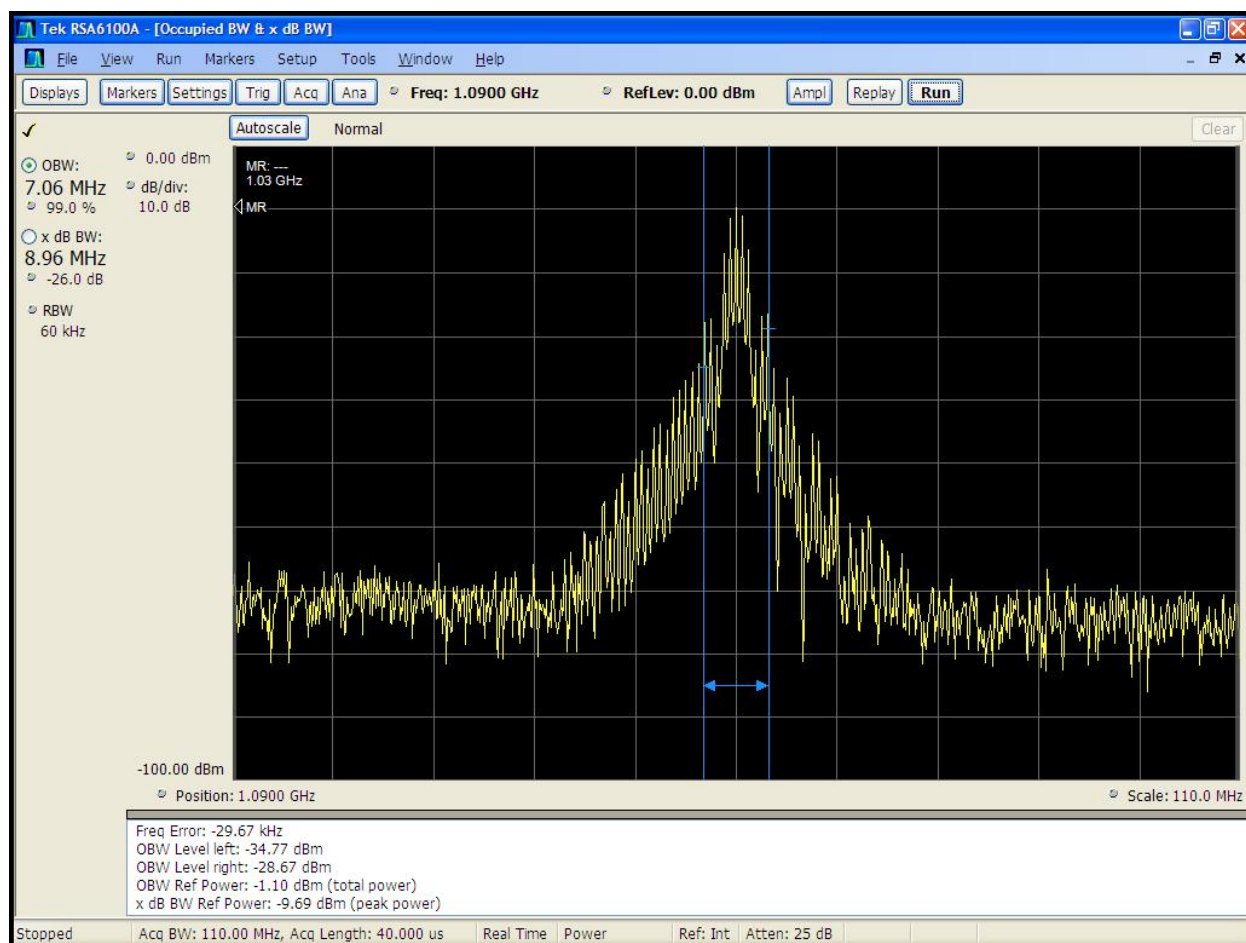 Tek RSA6100A - [Occupied BW & x dB BW]
File View Run Markers Setup Tools Window Help
Displays Markers Settings Trig Acq Ana Freq: 1.0900 GHz RefLev: 0.00 dBm Ampl Replay Run
Autoscale Normal Clear
OBW:
7.06 MHz
99.0 %
x dB BW:
8.96 MHz
-26.0 dB
RBW
60 kHz
0.00 dBm
dB/div:
10.0 dB
MR: ---
1.03 GHz
MR
-100.00 dBm
Position: 1.0900 GHz Scale: 110.0 MHz
Freq Error: -29.67 kHz
OBW Level left: -34.77 dBm
OBW Level right: -28.67 dBm
OBW Ref Power: -1.10 dBm (total power)
x dB BW Ref Power: -9.69 dBm (peak power)
Stopped Acq BW: 110.00 MHz, Acq Length: 40.000 us Real Time Power Ref: Int Atten: 25 dB